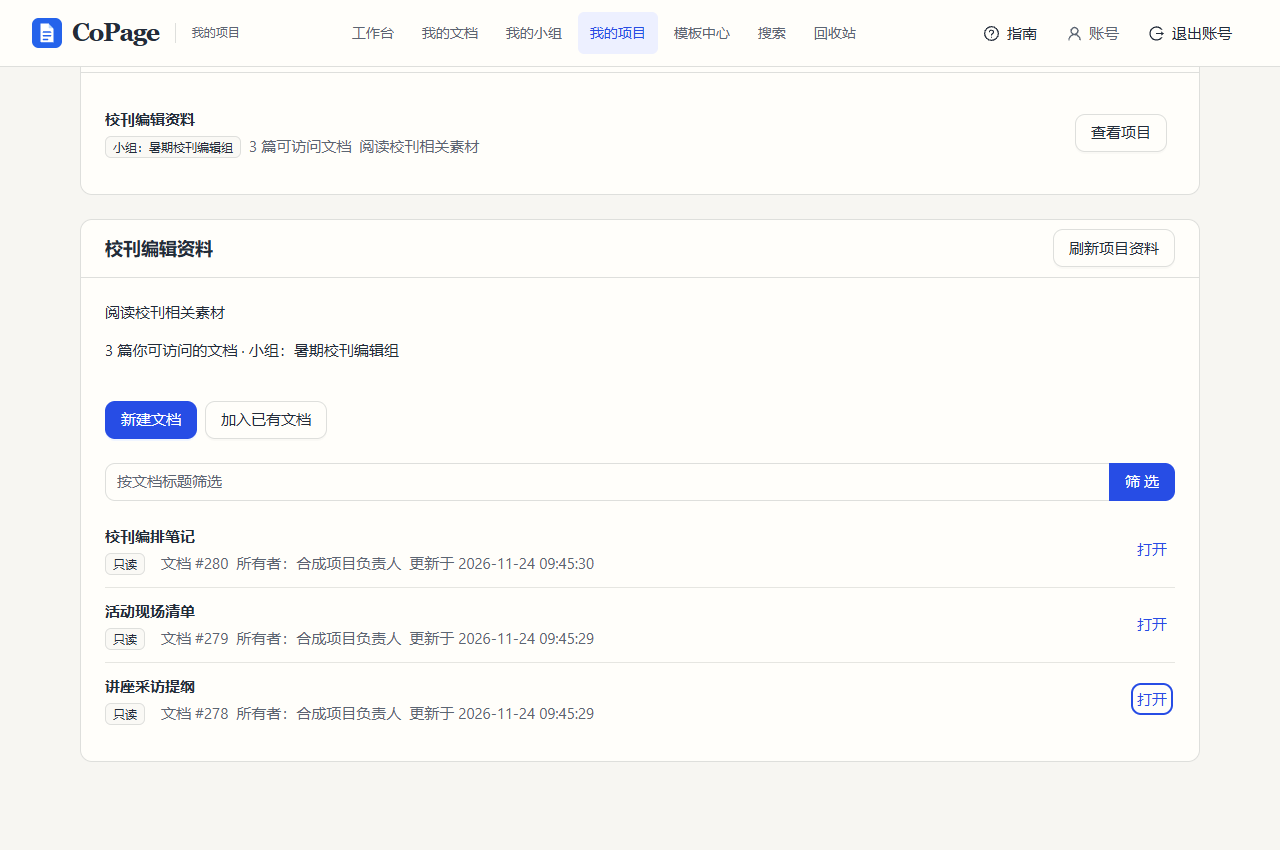 CoPage 我的项目 工作台 我的文档 我的小组 我的项目 模板中心 搜索 回收站 指南 账号 退出账号
校刊编辑资料
小组：暑期校刊编辑组 3 篇可访问文档 阅读校刊相关素材
查看项目
校刊编辑资料
刷新项目资料
阅读校刊相关素材
3 篇你可访问的文档 · 小组：暑期校刊编辑组
新建文档 加入已有文档
按文档标题筛选 筛 选
校刊编排笔记
只读 文档 #280 所有者：合成项目负责人 更新于 2026-11-24 09:45:30
打开
活动现场清单
只读 文档 #279 所有者：合成项目负责人 更新于 2026-11-24 09:45:29
打开
讲座采访提纲
只读 文档 #278 所有者：合成项目负责人 更新于 2026-11-24 09:45:29
打开